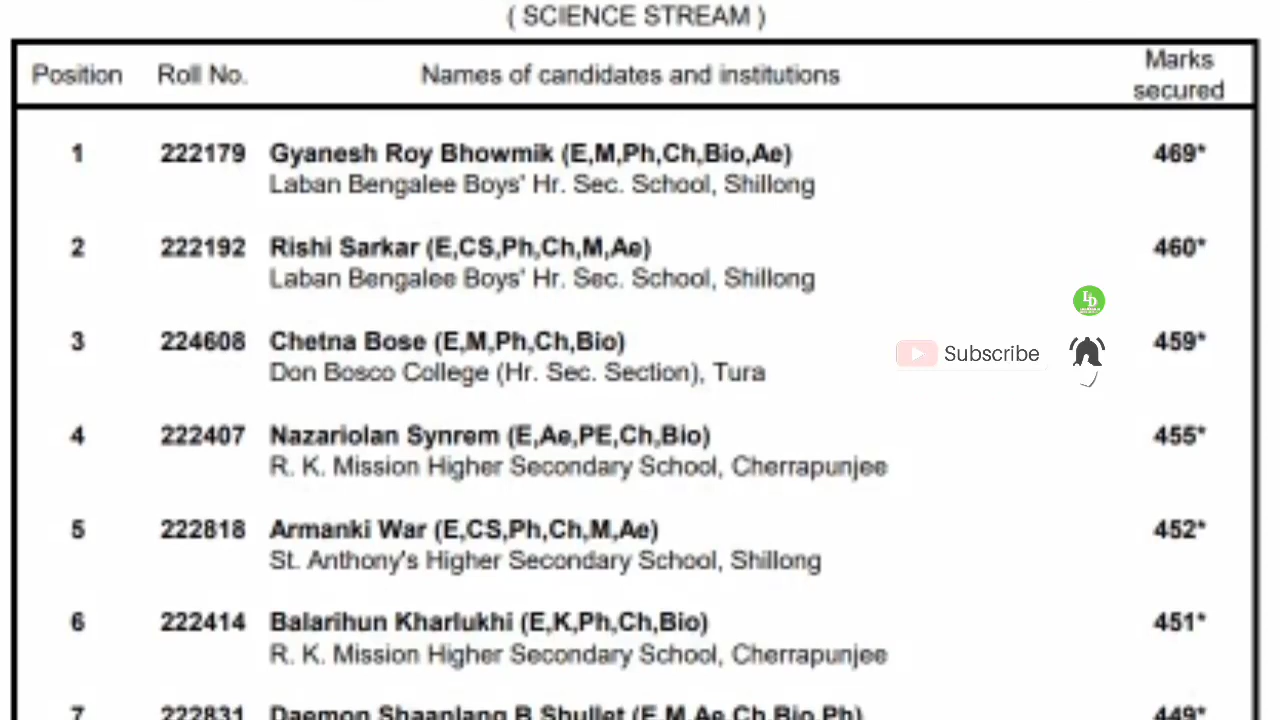 ( SCIENCE STREAM )
Position Roll No. Names of candidates and institutions Marks secured
1 222179 Gyanesh Roy Bhowmik (E,M,Ph,Ch,Bio,Ae) 469*
Laban Bengalee Boys' Hr. Sec. School, Shillong
2 222192 Rishi Sarkar (E,CS,Ph,Ch,M,Ae) 460*
Laban Bengalee Boys' Hr. Sec. School, Shillong
3 224608 Chetna Bose (E,M,Ph,Ch,Bio) 459*
Don Bosco College (Hr. Sec. Section), Tura
LD
Subscribe
4 222407 Nazariolan Synrem (E,Ae,PE,Ch,Bio) 455*
R. K. Mission Higher Secondary School, Cherrapunjee
5 222818 Armanki War (E,CS,Ph,Ch,M,Ae) 452*
St. Anthony's Higher Secondary School, Shillong
6 222414 Balarihun Kharlukhi (E,K,Ph,Ch,Bio) 451*
R. K. Mission Higher Secondary School, Cherrapunjee
7 222831 Daemon Shaanlang B Shullet (E,M,Ae,Ch,Bio,Ph) 449*